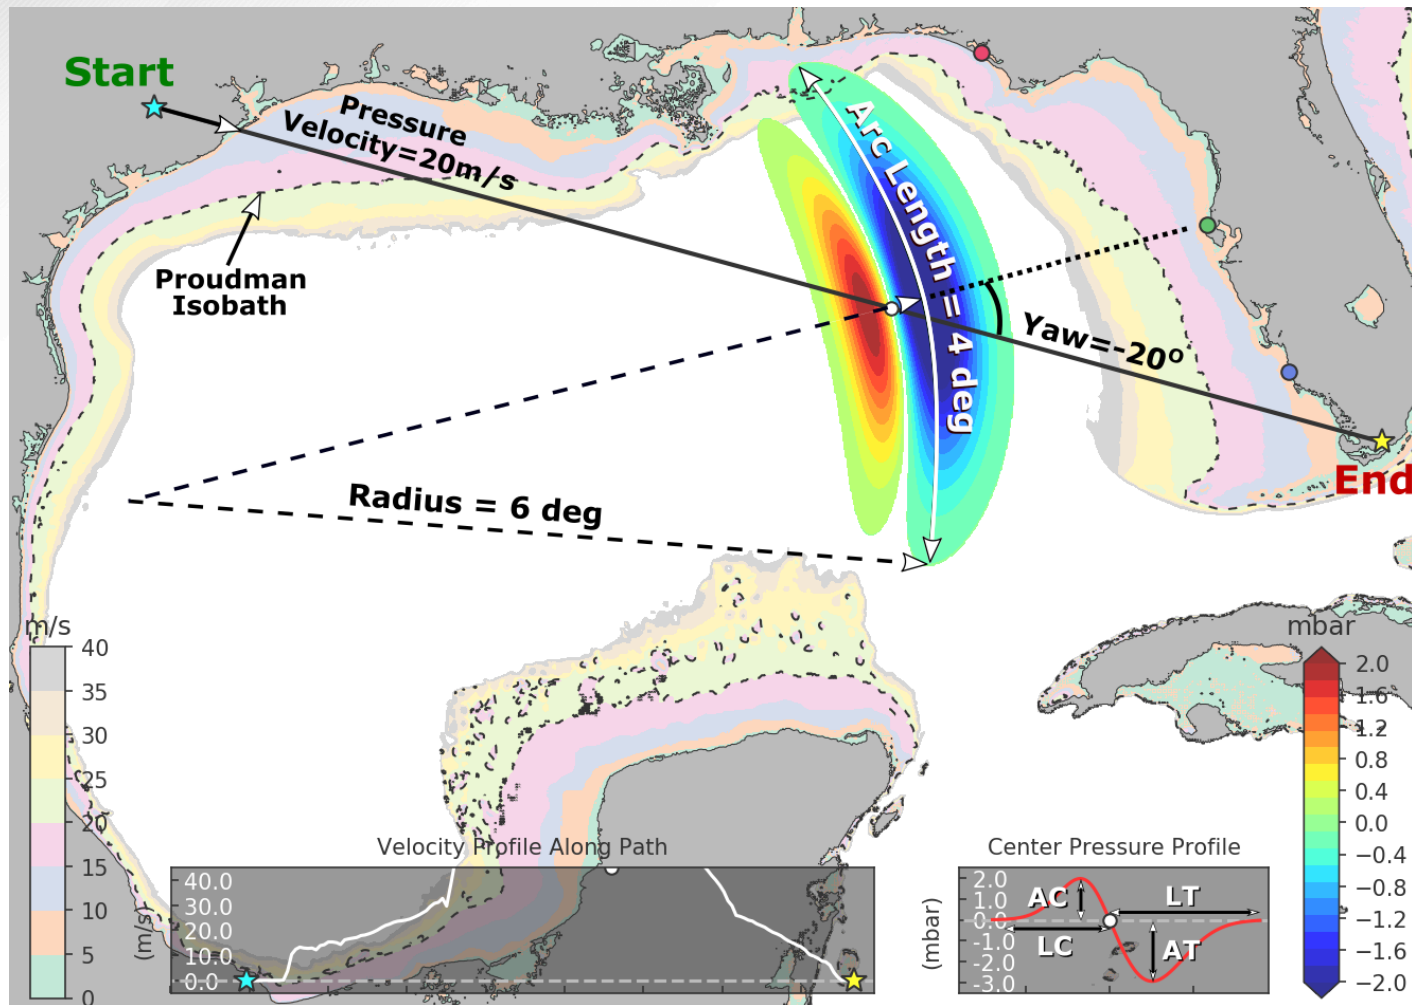 Start
Pressure
Velocity=20m/s
Arc Length = 4 deg
Proudman
Isobath
Yaw=-20º
Radius = 6 deg
End
m/s
40
35
30
25
20
15
10
5
0
mbar
2.0
1.6
1.2
0.8
0.4
0.0
−0.4
−0.8
−1.2
−1.6
−2.0
Velocity Profile Along Path
(m/s)
40.0
30.0
20.0
10.0
0.0
Center Pressure Profile
(mbar)
2.0
1.0
0.0
-1.0
-2.0
-3.0
AC
LT
LC
AT